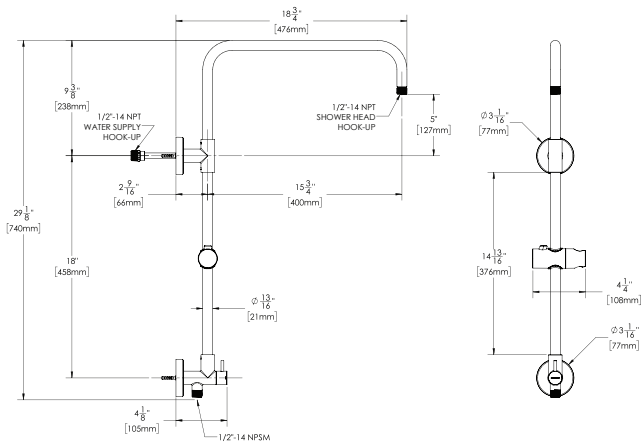 18 3/4"
[476mm]
9 3/8"
[238mm]
1/2"-14 NPT
WATER SUPPLY
HOOK-UP
1/2"-14 NPT
SHOWER HEAD
HOOK-UP
5"
[127mm]
Ø3 1/16"
[77mm]
2 9/16"
[66mm]
15 3/4"
[400mm]
29 1/8"
[740mm]
18"
[458mm]
14 13/16"
[376mm]
Ø 13/16"
[21mm]
4 1/4"
[108mm]
Ø3 1/16"
[77mm]
4 1/8"
[105mm]
1/2"-14 NPSM